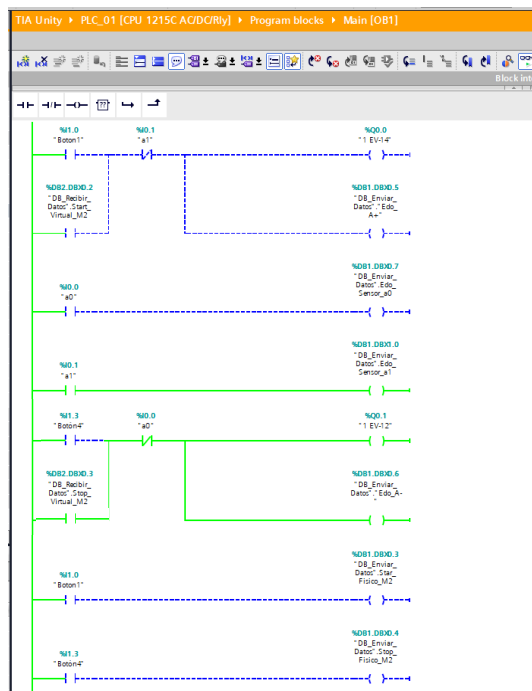 TIA Unity ▸ PLC_01 [CPU 1215C AC/DC/Rly] ▸ Program blocks ▸ Main [OB1]
Block inte
%I1.0
"Boton1"
%I0.1
"a1"
%Q0.0
"1 EV-14"
%DB2.DBX0.2
"DB_Recibir_
Datos".Start_
Virtual_M2
%DB1.DBX0.5
"DB_Enviar_
Datos"."Edo_
A+"
%I0.0
"a0"
%DB1.DBX0.7
"DB_Enviar_
Datos".Edo_
Sensor_a0
%I0.1
"a1"
%DB1.DBX1.0
"DB_Enviar_
Datos".Edo_
Sensor_a1
%I1.3
"Botón4"
%I0.0
"a0"
%Q0.1
"1 EV-12"
%DB2.DBX0.3
"DB_Recibir_
Datos".Stop_
Virtual_M2
%DB1.DBX0.6
"DB_Enviar_
Datos"."Edo_A-
"
%I1.0
"Boton1"
%DB1.DBX0.3
"DB_Enviar_
Datos".Star_
Fisico_M2
%I1.3
"Botón4"
%DB1.DBX0.4
"DB_Enviar_
Datos".Stop_
Fisico_M2